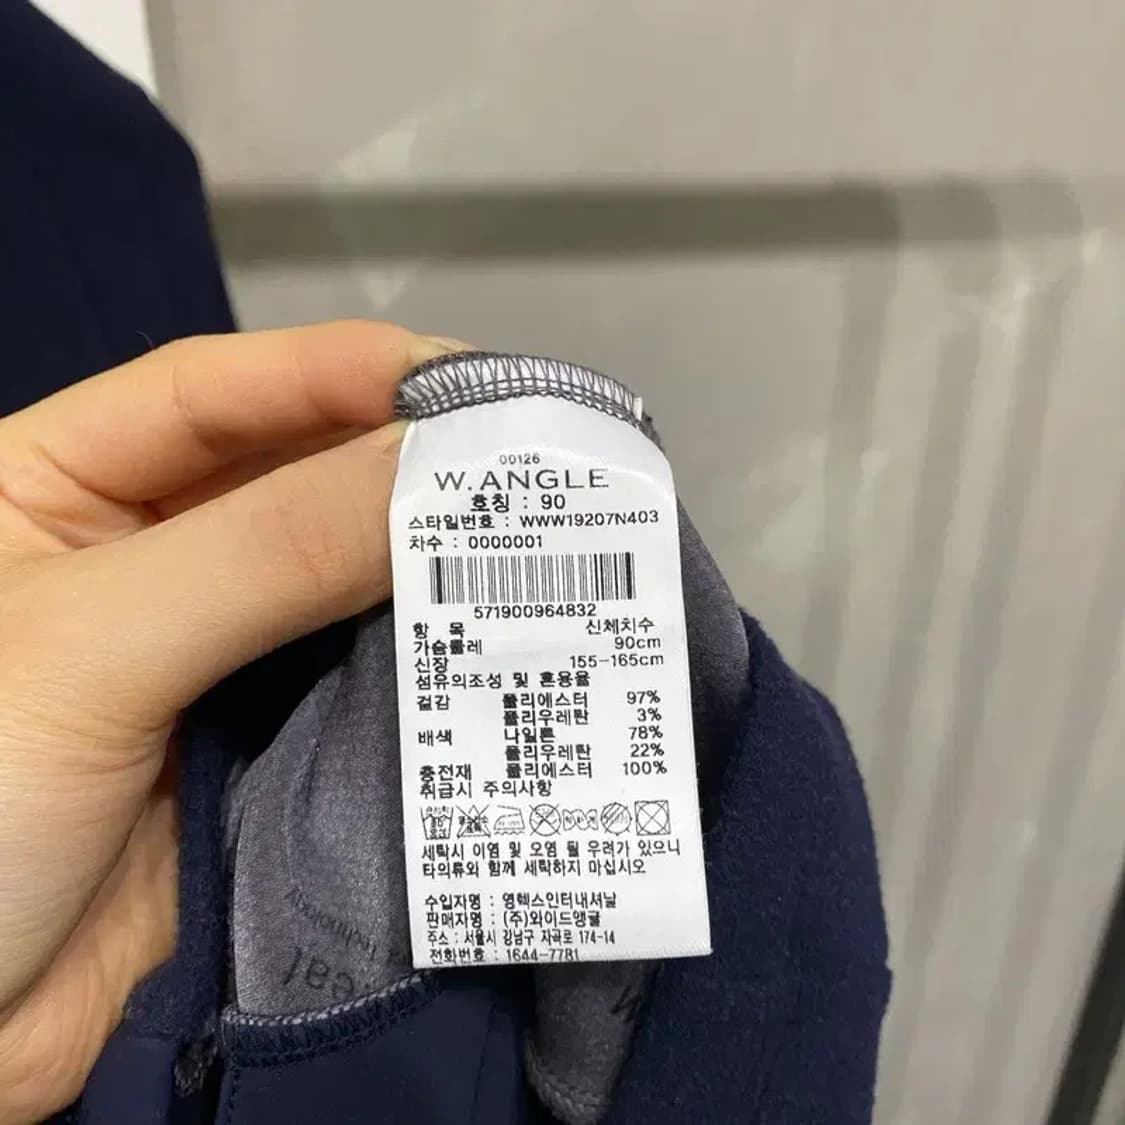 00126
W.ANGLE
호칭 : 90
스타일번호 : WWW19207N403
차수 : 0000001
571900964832
항 목 신체치수
가슴둘레 90cm
신장 155-165cm
섬유의조성 및 혼용율
겉감 폴리에스터 97%
폴리우레탄 3%
배색 나일론 78%
폴리우레탄 22%
충전재 폴리에스터 100%
취급시 주의사항
세탁시 이염 및 오염 될 우려가 있으니
타의류와 함께 세탁하지 마십시오
수입자명 : 영헥스인터내셔날
판매자명 : (주)와이드앵글
주소 : 서울시 강남구 자곡로 174-14
전화번호 : 1644-7781
Technology